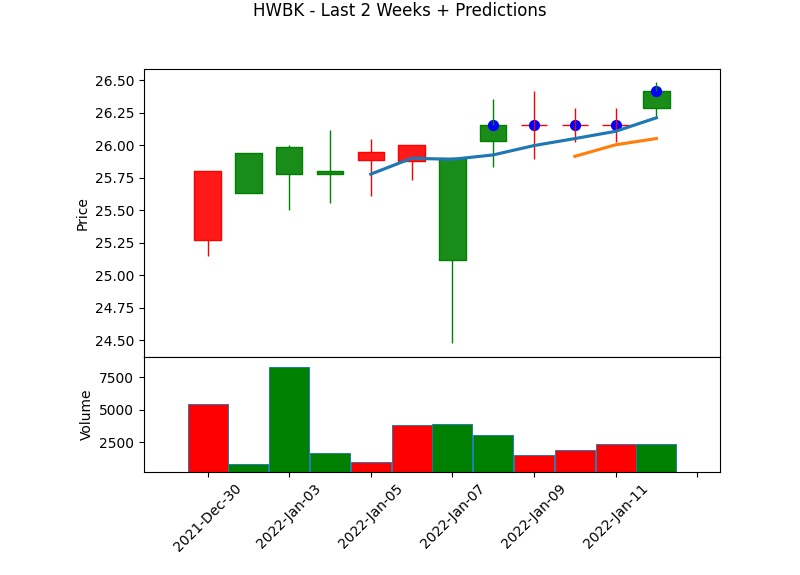 HWBK - Last 2 Weeks + Predictions
26.50
26.25
26.00
25.75
25.50
25.25
25.00
24.75
24.50
Price
7500
5000
2500
Volume
2021-Dec-30
2022-Jan-03
2022-Jan-05
2022-Jan-07
2022-Jan-09
2022-Jan-11